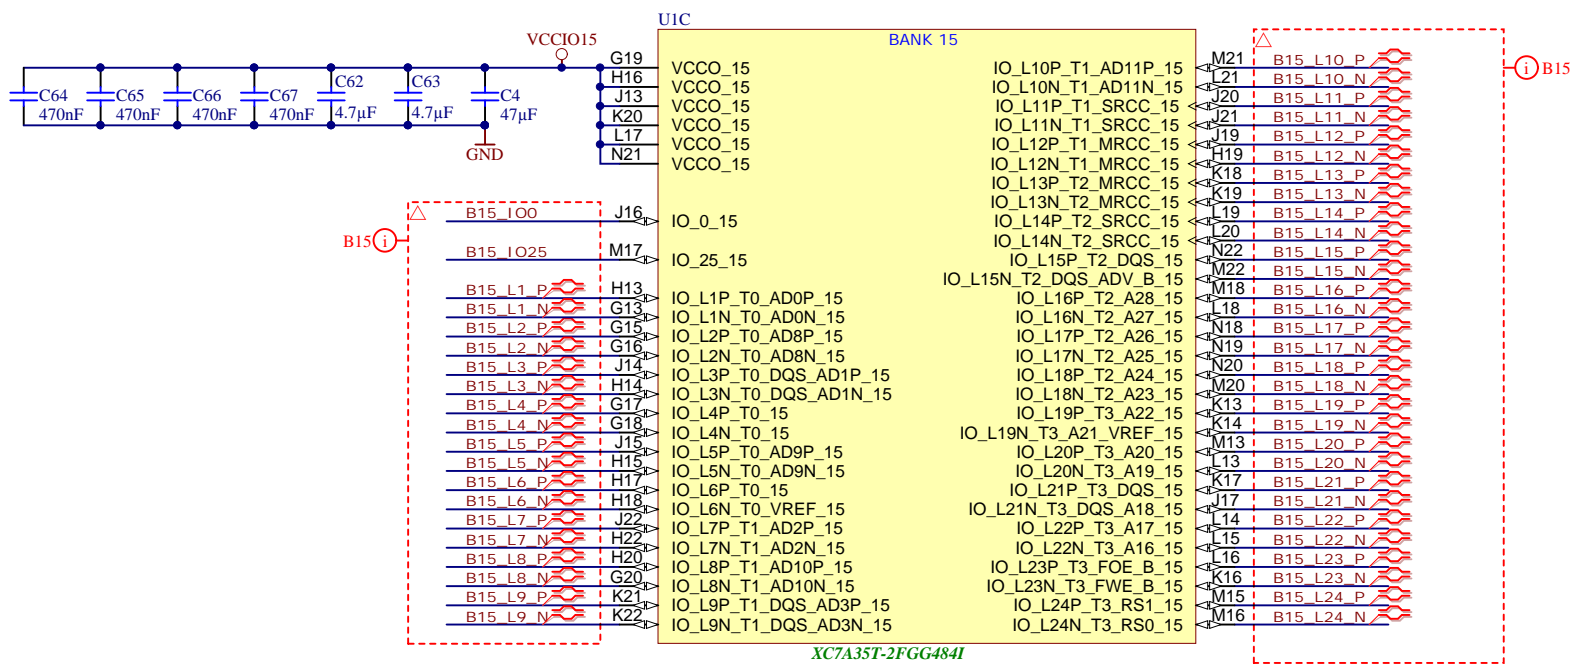 U1C
BANK 15
VCCIO15
C64 470nF
C65 470nF
C66 470nF
C67 470nF
C62 4.7µF
C63 4.7µF
C4 47µF
GND
G19 VCCO_15
H16 VCCO_15
J13 VCCO_15
K20 VCCO_15
L17 VCCO_15
N21 VCCO_15
B15 i
B15_IO0 J16 IO_0_15
B15_IO25 M17 IO_25_15
B15_L1_P H13 IO_L1P_T0_AD0P_15
B15_L1_N G13 IO_L1N_T0_AD0N_15
B15_L2_P G15 IO_L2P_T0_AD8P_15
B15_L2_N G16 IO_L2N_T0_AD8N_15
B15_L3_P J14 IO_L3P_T0_DQS_AD1P_15
B15_L3_N H14 IO_L3N_T0_DQS_AD1N_15
B15_L4_P G17 IO_L4P_T0_15
B15_L4_N G18 IO_L4N_T0_15
B15_L5_P J15 IO_L5P_T0_AD9P_15
B15_L5_N H15 IO_L5N_T0_AD9N_15
B15_L6_P H17 IO_L6P_T0_15
B15_L6_N H18 IO_L6N_T0_VREF_15
B15_L7_P J22 IO_L7P_T1_AD2P_15
B15_L7_N H22 IO_L7N_T1_AD2N_15
B15_L8_P H20 IO_L8P_T1_AD10P_15
B15_L8_N G20 IO_L8N_T1_AD10N_15
B15_L9_P K21 IO_L9P_T1_DQS_AD3P_15
B15_L9_N K22 IO_L9N_T1_DQS_AD3N_15
IO_L10P_T1_AD11P_15 M21 B15_L10_P
IO_L10N_T1_AD11N_15 L21 B15_L10_N
IO_L11P_T1_SRCC_15 J20 B15_L11_P
IO_L11N_T1_SRCC_15 J21 B15_L11_N
IO_L12P_T1_MRCC_15 J19 B15_L12_P
IO_L12N_T1_MRCC_15 H19 B15_L12_N
IO_L13P_T2_MRCC_15 K18 B15_L13_P
IO_L13N_T2_MRCC_15 K19 B15_L13_N
IO_L14P_T2_SRCC_15 L19 B15_L14_P
IO_L14N_T2_SRCC_15 L20 B15_L14_N
IO_L15P_T2_DQS_15 N22 B15_L15_P
IO_L15N_T2_DQS_ADV_B_15 M22 B15_L15_N
IO_L16P_T2_A28_15 M18 B15_L16_P
IO_L16N_T2_A27_15 L18 B15_L16_N
IO_L17P_T2_A26_15 N18 B15_L17_P
IO_L17N_T2_A25_15 N19 B15_L17_N
IO_L18P_T2_A24_15 N20 B15_L18_P
IO_L18N_T2_A23_15 M20 B15_L18_N
IO_L19P_T3_A22_15 K13 B15_L19_P
IO_L19N_T3_A21_VREF_15 K14 B15_L19_N
IO_L20P_T3_A20_15 M13 B15_L20_P
IO_L20N_T3_A19_15 L13 B15_L20_N
IO_L21P_T3_DQS_15 K17 B15_L21_P
IO_L21N_T3_DQS_A18_15 J17 B15_L21_N
IO_L22P_T3_A17_15 L14 B15_L22_P
IO_L22N_T3_A16_15 L15 B15_L22_N
IO_L23P_T3_FOE_B_15 L16 B15_L23_P
IO_L23N_T3_FWE_B_15 K16 B15_L23_N
IO_L24P_T3_RS1_15 M15 B15_L24_P
IO_L24N_T3_RS0_15 M16 B15_L24_N
i B15
XC7A35T-2FGG484I